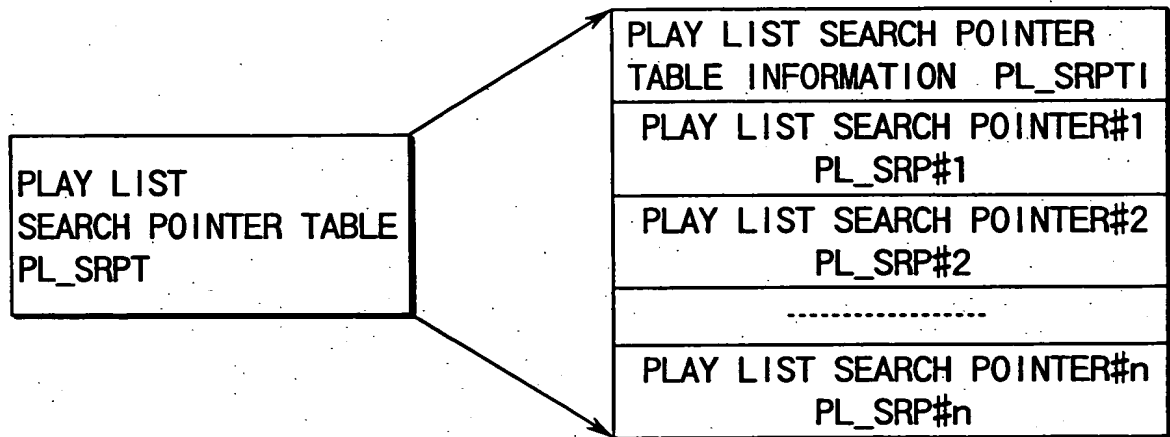 PLAY LIST
SEARCH POINTER TABLE
PL_SRPT
PLAY LIST SEARCH POINTER
TABLE INFORMATION PL_SRPTI
PLAY LIST SEARCH POINTER#1
PL_SRP#1
PLAY LIST SEARCH POINTER#2
PL_SRP#2
PLAY LIST SEARCH POINTER#n
PL_SRP#n